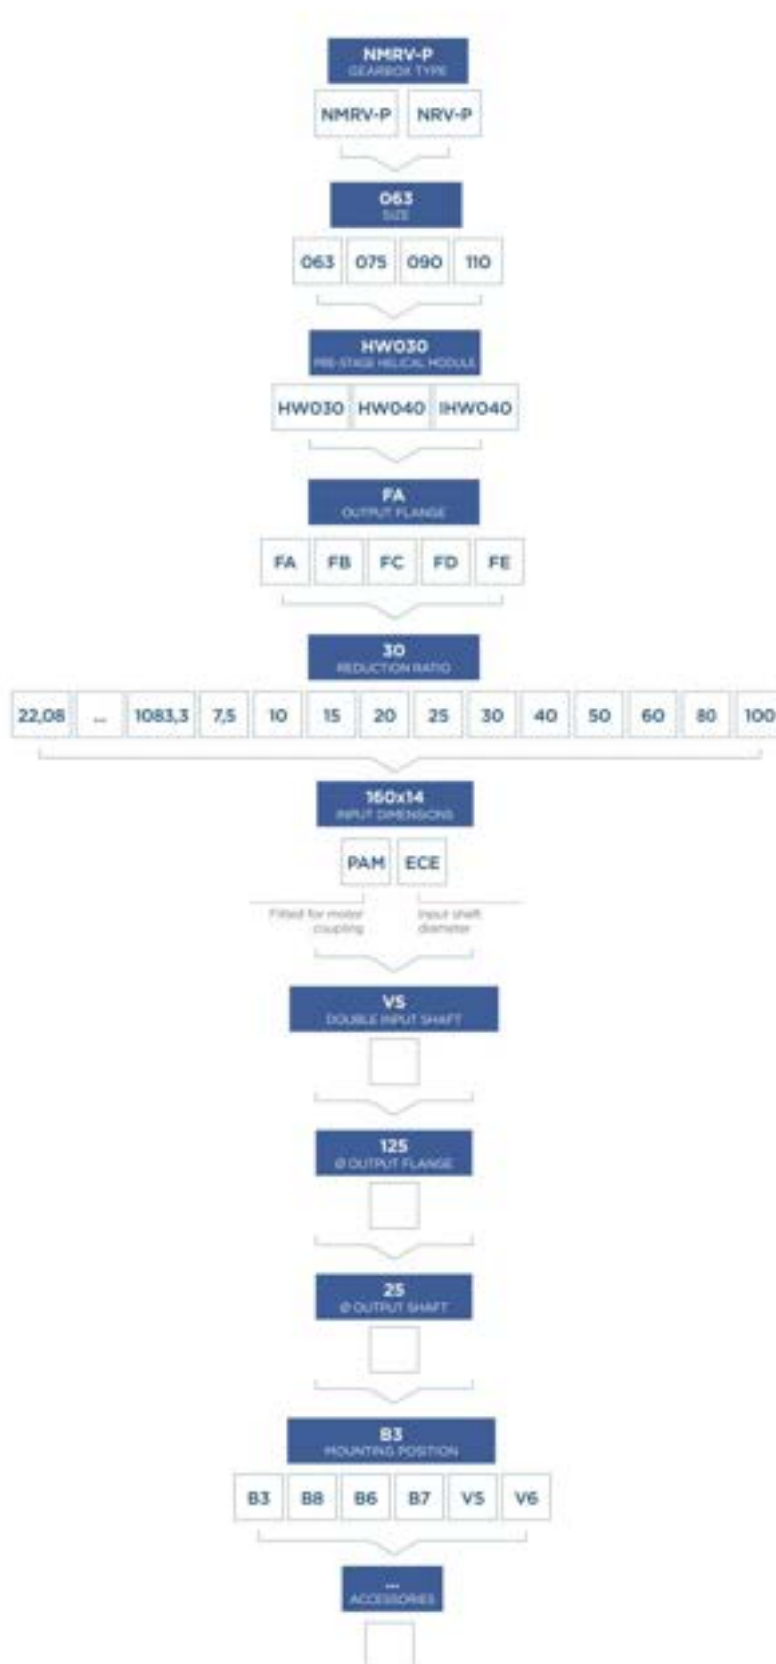 NMRV-P
GEARBOX TYPE
NMRV-P NRV-P
063
SIZE
063 075 090 110
HW030
PRE-STAGE HELICAL MODULE
HW030 HW040 IHW040
FA
OUTPUT FLANGE
FA FB FC FD FE
30
REDUCTION RATIO
22,08 ... 1083,3 7,5 10 15 20 25 30 40 50 60 80 100
160x14
INPUT DIMENSIONS
PAM ECE
Fitted for motor Input shaft
coupling diameter
VS
DOUBLE INPUT SHAFT
125
Ø OUTPUT FLANGE
25
Ø OUTPUT SHAFT
B3
MOUNTING POSITION
B3 B8 B6 B7 V5 V6
...
ACCESSORIES